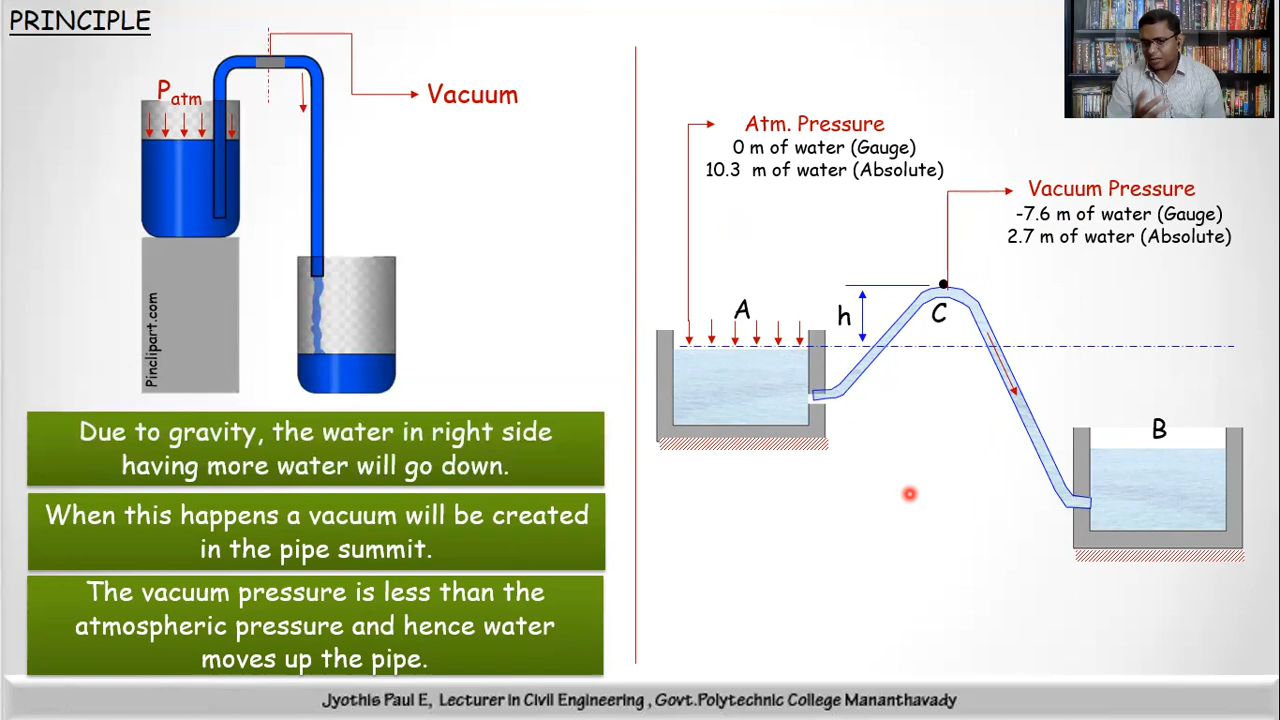 PRINCIPLE
Patm
Vacuum
Pinclipart.com
Due to gravity, the water in right side
having more water will go down.
When this happens a vacuum will be created
in the pipe summit.
The vacuum pressure is less than the
atmospheric pressure and hence water
moves up the pipe.
Atm. Pressure
0 m of water (Gauge)
10.3 m of water (Absolute)
Vacuum Pressure
-7.6 m of water (Gauge)
2.7 m of water (Absolute)
A
h
C
B
Jyothis Paul E, Lecturer in Civil Engineering , Govt.Polytechnic College Mananthavady